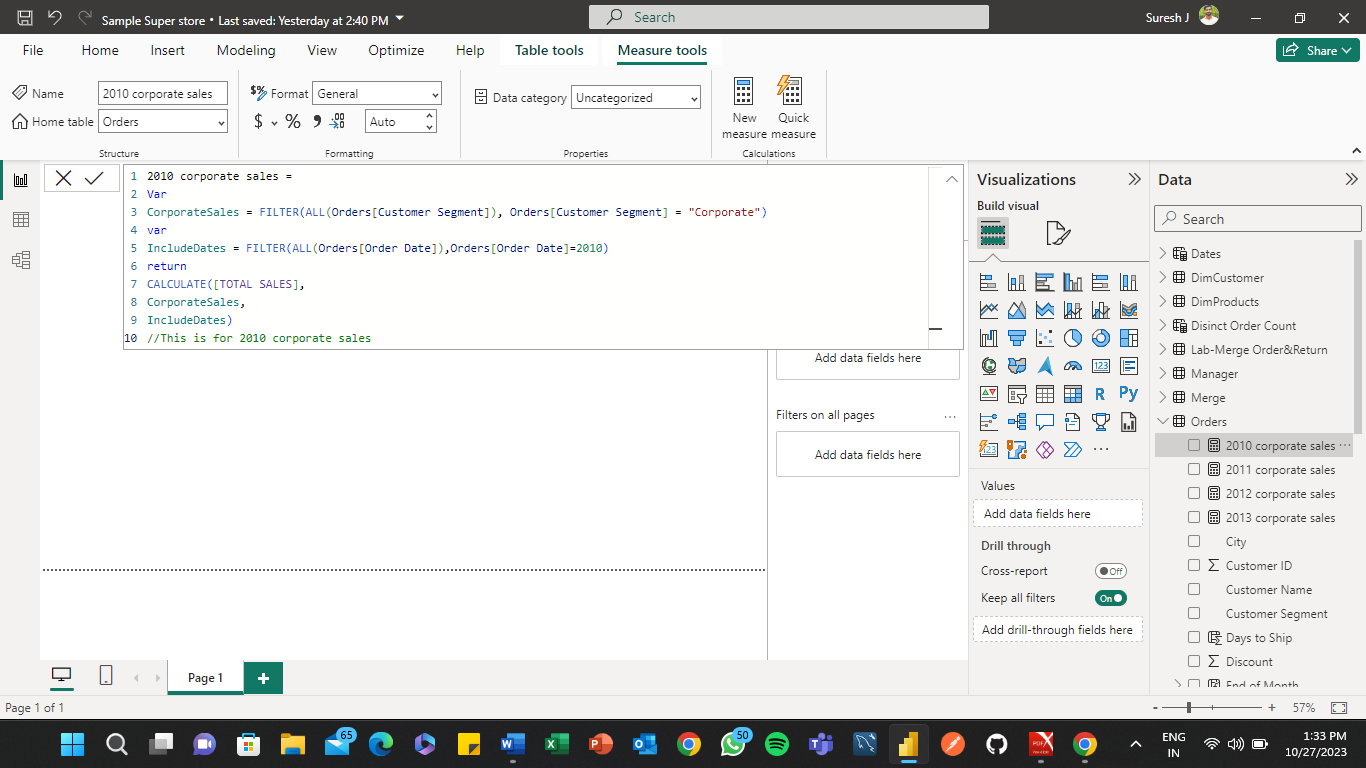 Sample Super store • Last saved: Yesterday at 2:40 PM
Search
Suresh J
File Home Insert Modeling View Optimize Help Table tools Measure tools
Share
Name 2010 corporate sales
Home table Orders
Structure
Format General
$ % Auto
Formatting
Data category Uncategorized
Properties
New measure
Quick measure
Calculations
1 2010 corporate sales =
2 Var
3 CorporateSales = FILTER(ALL(Orders[Customer Segment]), Orders[Customer Segment] = "Corporate")
4 var
5 IncludeDates = FILTER(ALL(Orders[Order Date]),Orders[Order Date]=2010)
6 return
7 CALCULATE([TOTAL SALES],
8 CorporateSales,
9 IncludeDates)
10 //This is for 2010 corporate sales
Add data fields here
Filters on all pages
Add data fields here
Visualizations
Build visual
123
R Py
123
Values
Add data fields here
Drill through
Cross-report Off
Keep all filters On
Add drill-through fields here
Data
Search
Dates
DimCustomer
DimProducts
Disinct Order Count
Lab-Merge Order&Return
Manager
Merge
Orders
2010 corporate sales
2011 corporate sales
2012 corporate sales
2013 corporate sales
City
Customer ID
Customer Name
Customer Segment
Days to Ship
Discount
End of Month
Page 1
Page 1 of 1
- + 57%
65
50
ENG
IN
1:33 PM
10/27/2023